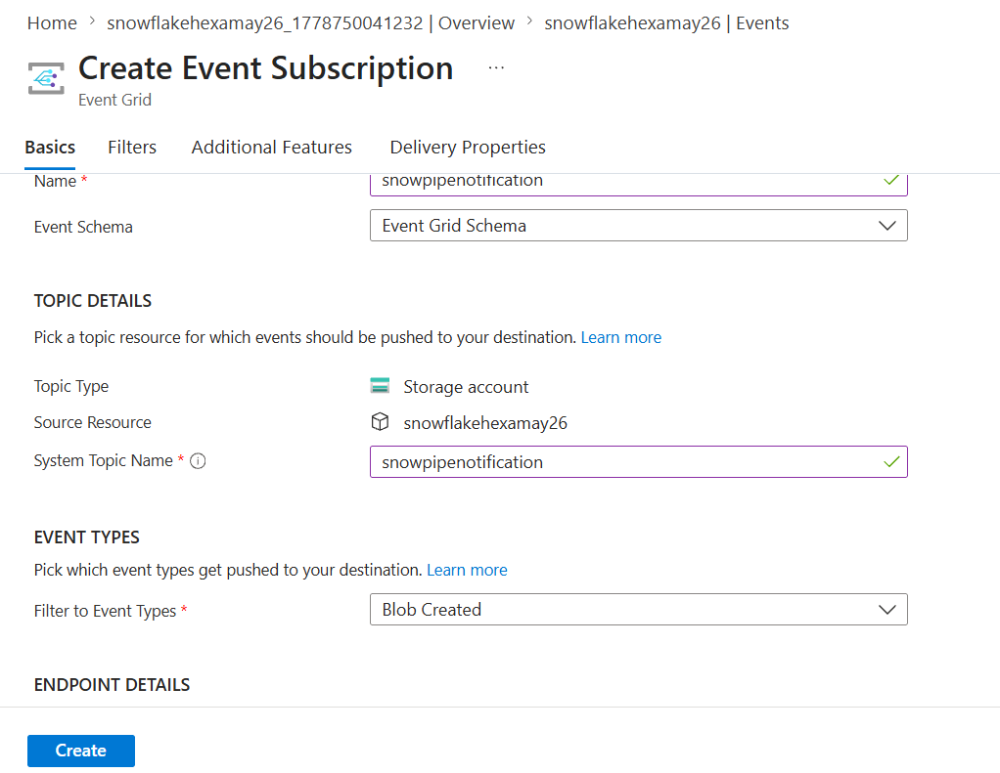 Home > snowflakehexamay26_1778750041232 | Overview > snowflakehexamay26 | Events
Create Event Subscription ...
Event Grid
Basics Filters Additional Features Delivery Properties
Name * snowpipenotification
Event Schema Event Grid Schema
TOPIC DETAILS
Pick a topic resource for which events should be pushed to your destination. Learn more
Topic Type Storage account
Source Resource snowflakehexamay26
System Topic Name * snowpipenotification
EVENT TYPES
Pick which event types get pushed to your destination. Learn more
Filter to Event Types * Blob Created
ENDPOINT DETAILS
Create